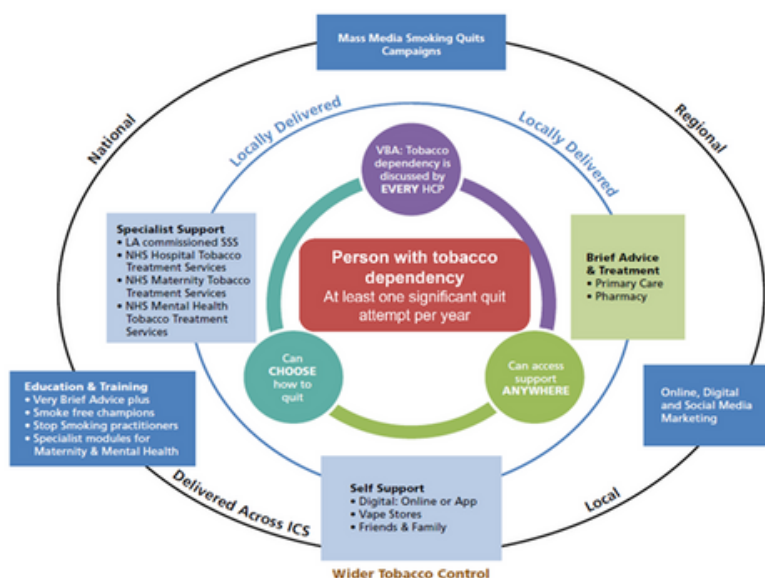 Mass Media Smoking Quits
Campaigns
National
Regional
Locally Delivered
Locally Delivered
VBA: Tobacco
dependency is
discussed by
EVERY HCP
Specialist Support
• LA commissioned SSS
• NHS Hospital Tobacco
Treatment Services
• NHS Maternity Tobacco
Treatment Services
• NHS Mental Health
Tobacco Treatment
Services
Person with tobacco
dependency
At least one significant quit
attempt per year
Brief Advice
& Treatment
• Primary Care
• Pharmacy
Can
CHOOSE
how to
quit
Can access
support
ANYWHERE
Education & Training
• Very Brief Advice plus
• Smoke free champions
• Stop Smoking practitioners
• Specialist modules for
Maternity & Mental Health
Online, Digital
and Social Media
Marketing
Delivered Across ICS
Local
Self Support
• Digital: Online or App
• Vape Stores
• Friends & Family
Wider Tobacco Control